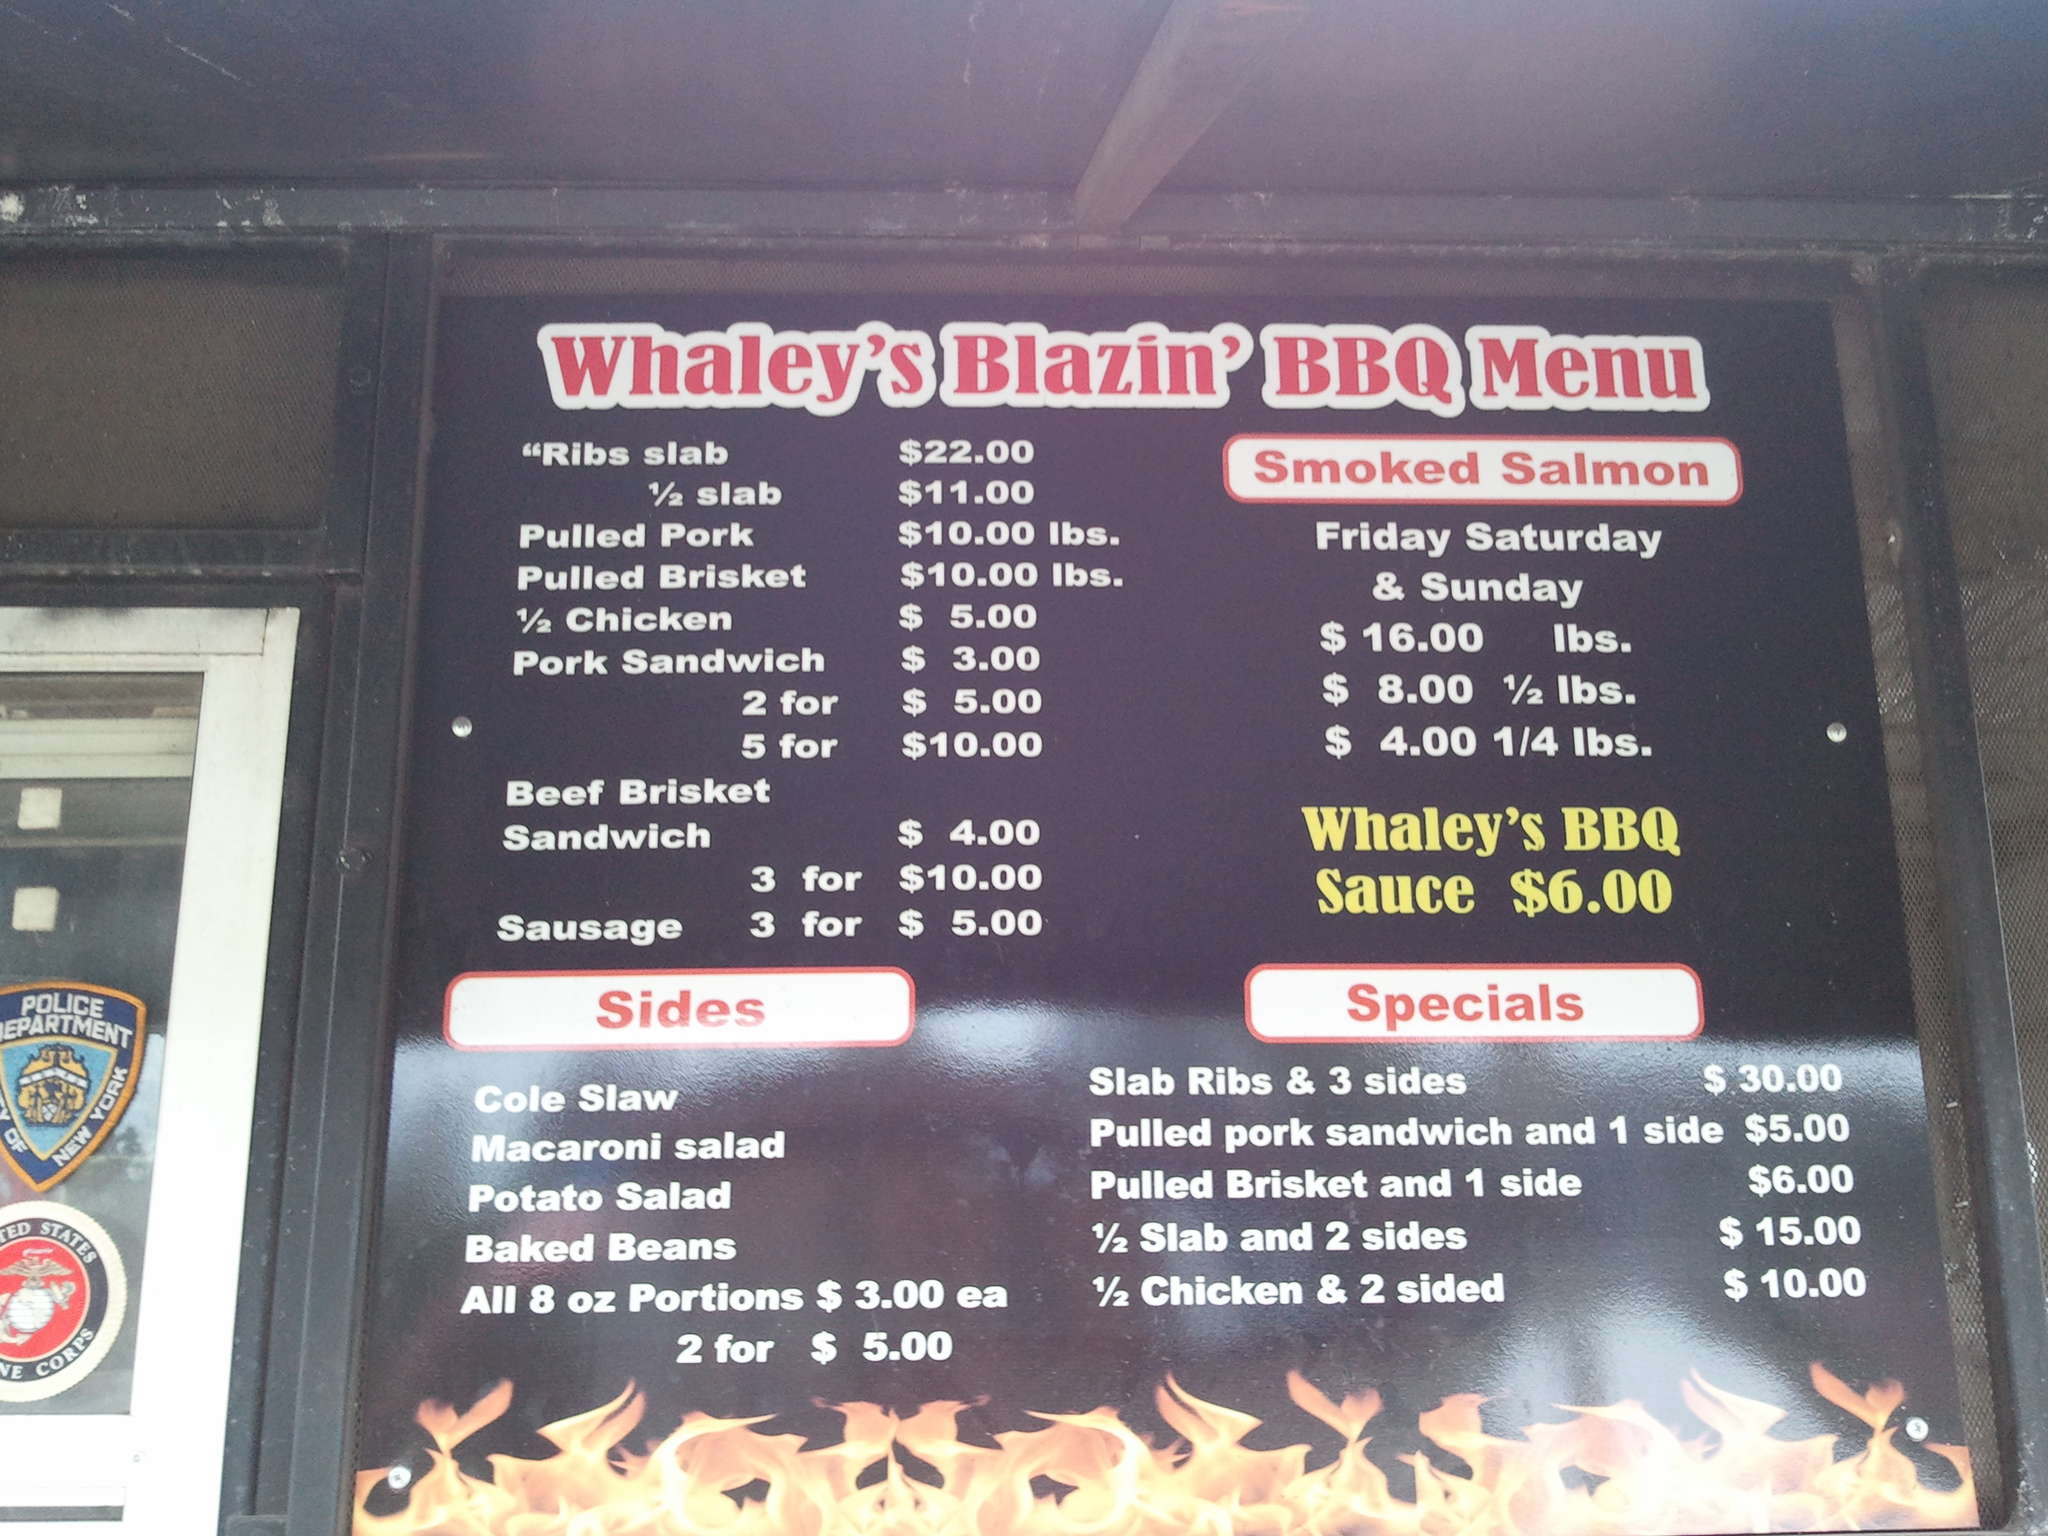 Whaley's Blazin' BBQ Menu
"Ribs slab $22.00
½ slab $11.00
Pulled Pork $10.00 lbs.
Pulled Brisket $10.00 lbs.
½ Chicken $ 5.00
Pork Sandwich $ 3.00
2 for $ 5.00
5 for $10.00
Beef Brisket
Sandwich $ 4.00
3 for $10.00
Sausage 3 for $ 5.00
Smoked Salmon
Friday Saturday
& Sunday
$ 16.00 lbs.
$ 8.00 ½ lbs.
$ 4.00 1/4 lbs.
Whaley's BBQ
Sauce $6.00
Sides
Cole Slaw
Macaroni salad
Potato Salad
Baked Beans
All 8 oz Portions $ 3.00 ea
2 for $ 5.00
Specials
Slab Ribs & 3 sides $ 30.00
Pulled pork sandwich and 1 side $5.00
Pulled Brisket and 1 side $6.00
½ Slab and 2 sides $ 15.00
½ Chicken & 2 sided $ 10.00
POLICE
DEPARTMENT
Y OF NEW YORK
TED STATES
NE CORPS